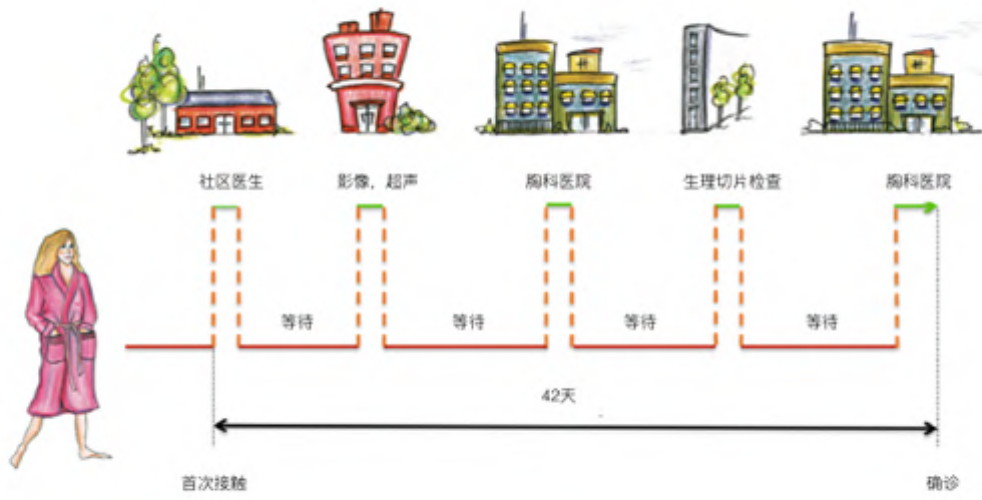 社区医生
影像，超声
胸科医院
生理切片检查
胸科医院
等待
等待
等待
等待
42天
首次接触
确诊